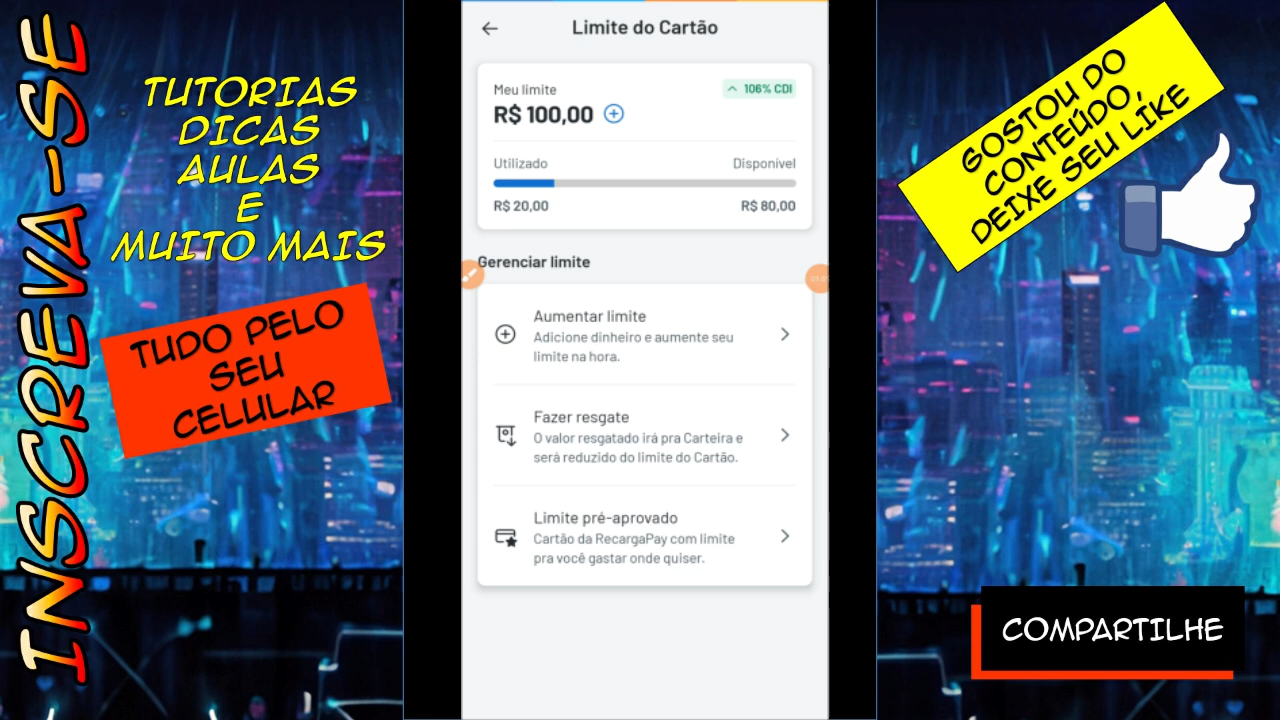 INSCREVA-SE
TUTORIAS
DICAS
AULAS
E
MUITO MAIS
TUDO PELO
SEU
CELULAR
Limite do Cartão
Meu limite
106% CDI
R$ 100,00
Utilizado
Disponível
R$ 20,00
R$ 80,00
Gerenciar limite
Aumentar limite
Adicione dinheiro e aumente seu
limite na hora.
Fazer resgate
O valor resgatado irá pra Carteira e
será reduzido do limite do Cartão.
Limite pré-aprovado
Cartão da RecargaPay com limite
pra você gastar onde quiser.
GOSTOU DO
CONTEÚDO,
DEIXE SEU LIKE
COMPARTILHE